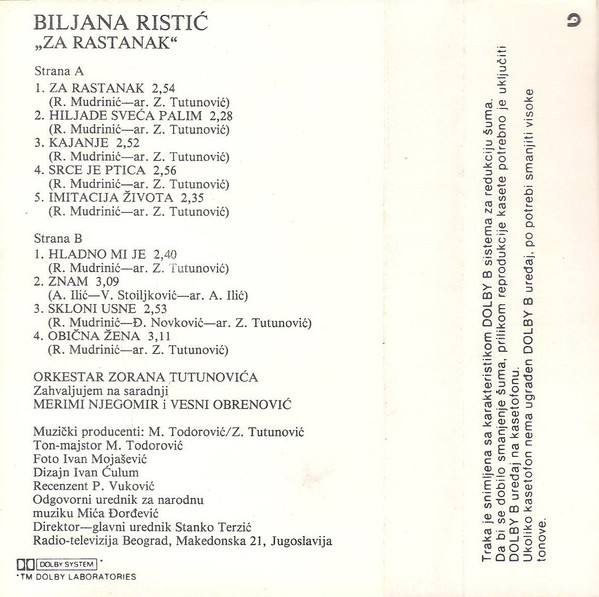 BILJANA RISTIĆ
„ZA RASTANAK“
Strana A
1. ZA RASTANAK 2,54
(R. Mudrinić—ar. Z. Tutunović)
2. HILJADE SVEĆA PALIM 2,28
(R. Mudrinić—ar. Z. Tutunović)
3. KAJANJE 2,52
(R. Mudrinić—ar. Z. Tutunović)
4. SRCE JE PTICA 2,56
(R. Mudrinić—ar. Z. Tutunović)
5. IMITACIJA ŽIVOTA 2,35
(R. Mudrinić—ar. Z. Tutunović)
Strana B
1. HLADNO MI JE 2,40
(R. Mudrinić—ar. Z. Tutunović)
2. ZNAM 3,09
(A. Ilić—V. Stoiljković—ar. A. Ilić)
3. SKLONI USNE 2,53
(R. Mudrinić—Đ. Novković—ar. Z. Tutunović)
4. OBIČNA ŽENA 3,11
(R. Mudrinić—ar. Z. Tutunović)
ORKESTAR ZORANA TUTUNOVIĆA
Zahvaljujem na saradnji
MERIMI NJEGOMIR i VESNI OBRENOVIĆ
Muzički producenti: M. Todorović/Z. Tutunović
Ton-majstor M. Todorović
Foto Ivan Mojašević
Dizajn Ivan Ćulum
Recenzent P. Vuković
Odgovorni urednik za narodnu
muziku Mića Đorđević
Direktor—glavni urednik Stanko Terzić
Radio-televizija Beograd, Makedonska 21, Jugoslavija
DOLBY SYSTEM *
*TM DOLBY LABORATORIES
Traka je snimljena sa karakteristikom DOLBY B sistema za redukciju šuma.
Da bi se dobilo smanjenje šuma, prilikom reprodukcije kasete potrebno je uključiti
DOLBY B uređaj na kasetofonu.
Ukoliko kasetofon nema ugrađen DOLBY B uređaj, po potrebi smanjiti visoke
tonove.